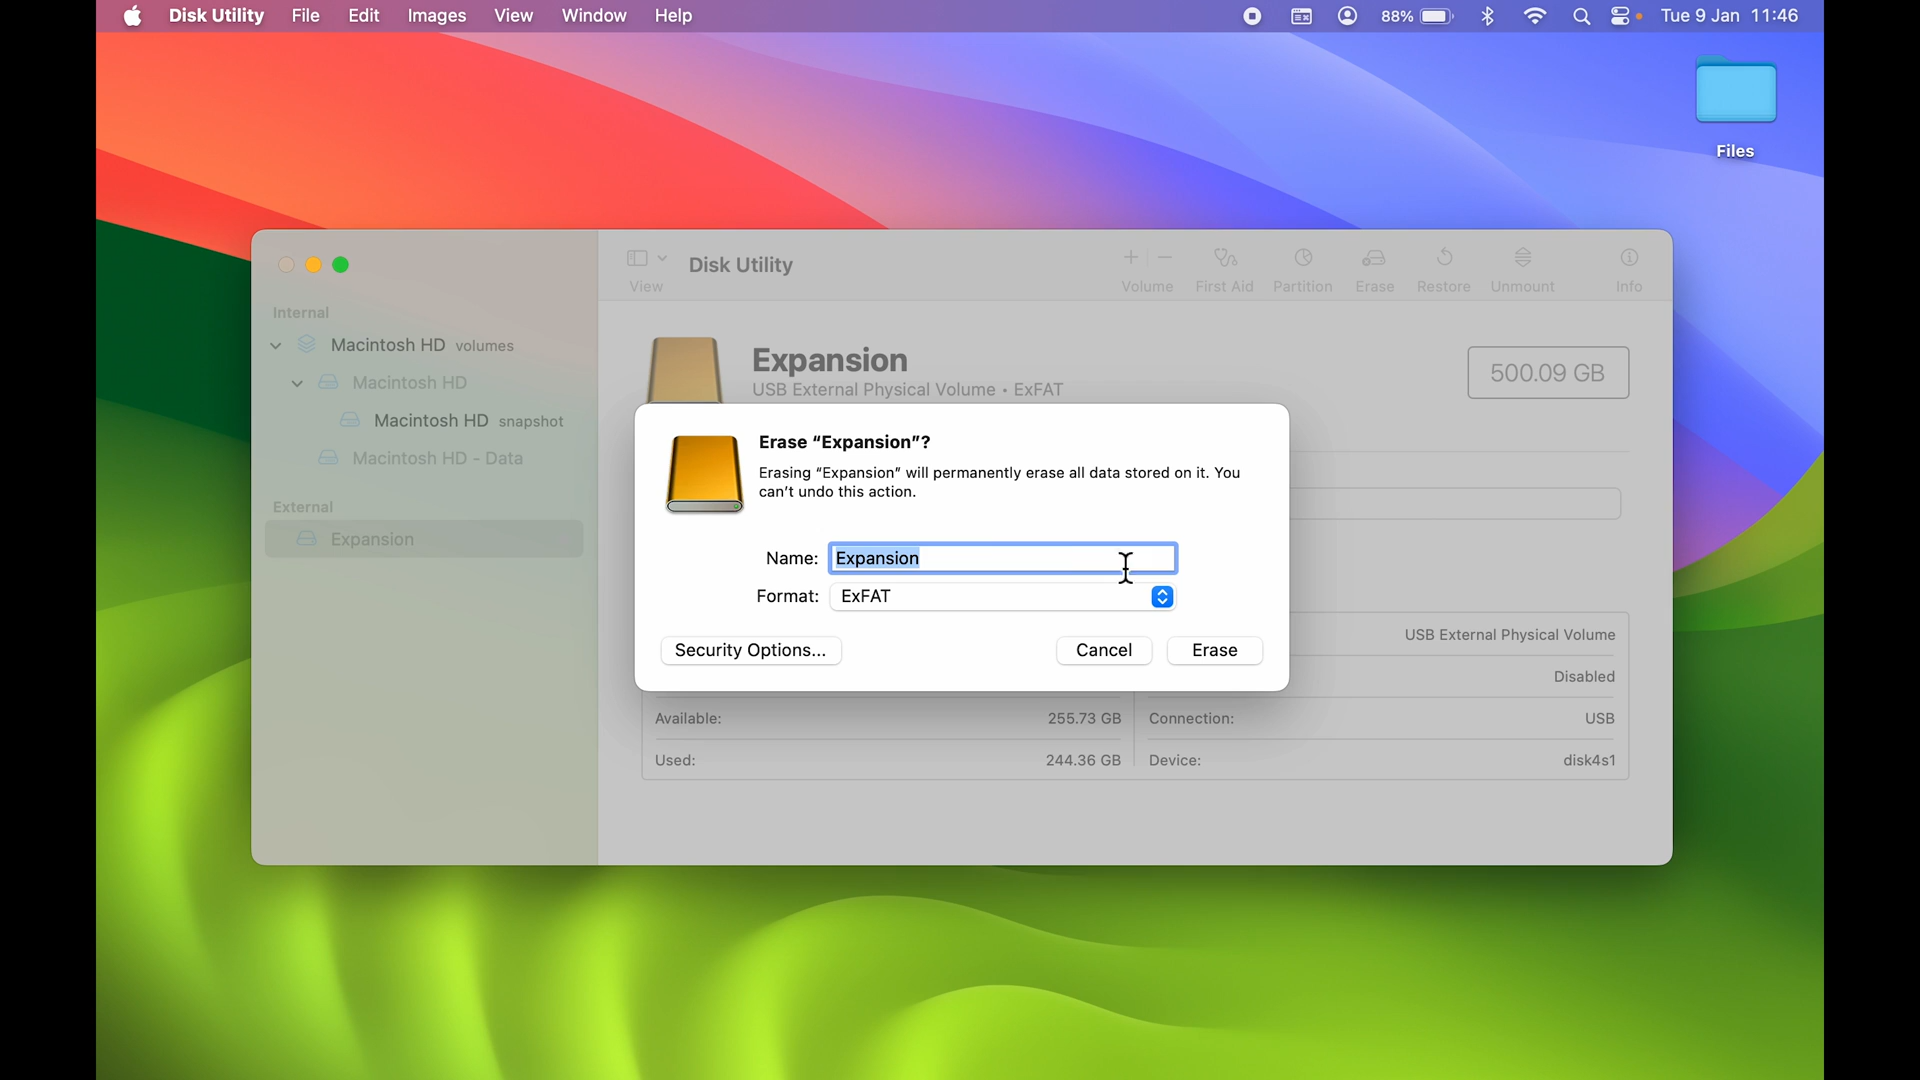 Disk Utility File Edit Images View Window Help 88% Tue 9 Jan 11:46
Files
Disk Utility
View
Volume First Aid Partition Erase Restore Unmount Info
Internal
Macintosh HD volumes
Macintosh HD
Macintosh HD snapshot
Macintosh HD - Data
External
Expansion
Expansion
USB External Physical Volume • ExFAT
500.09 GB
Erase “Expansion”?
Erasing “Expansion” will permanently erase all data stored on it. You
can’t undo this action.
Name: Expansion
Format: ExFAT
Security Options... Cancel Erase
USB External Physical Volume
Disabled
Available: 255.73 GB Connection: USB
Used: 244.36 GB Device: disk4s1